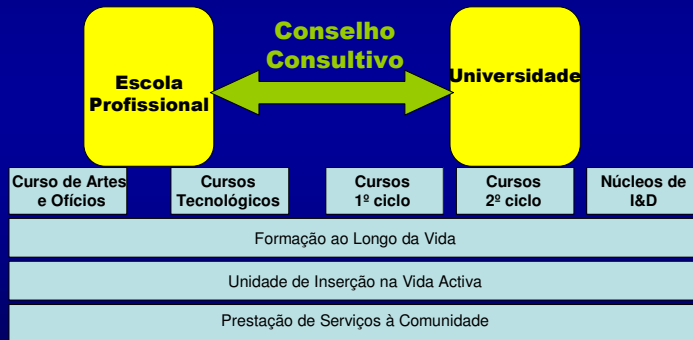 Conselho
Consultivo
Escola
Profissional
Universidade
Curso de Artes
e Ofícios
Cursos
Tecnológicos
Cursos
1º ciclo
Cursos
2º ciclo
Núcleos de
I&D
Formação ao Longo da Vida
Unidade de Inserção na Vida Activa
Prestação de Serviços à Comunidade